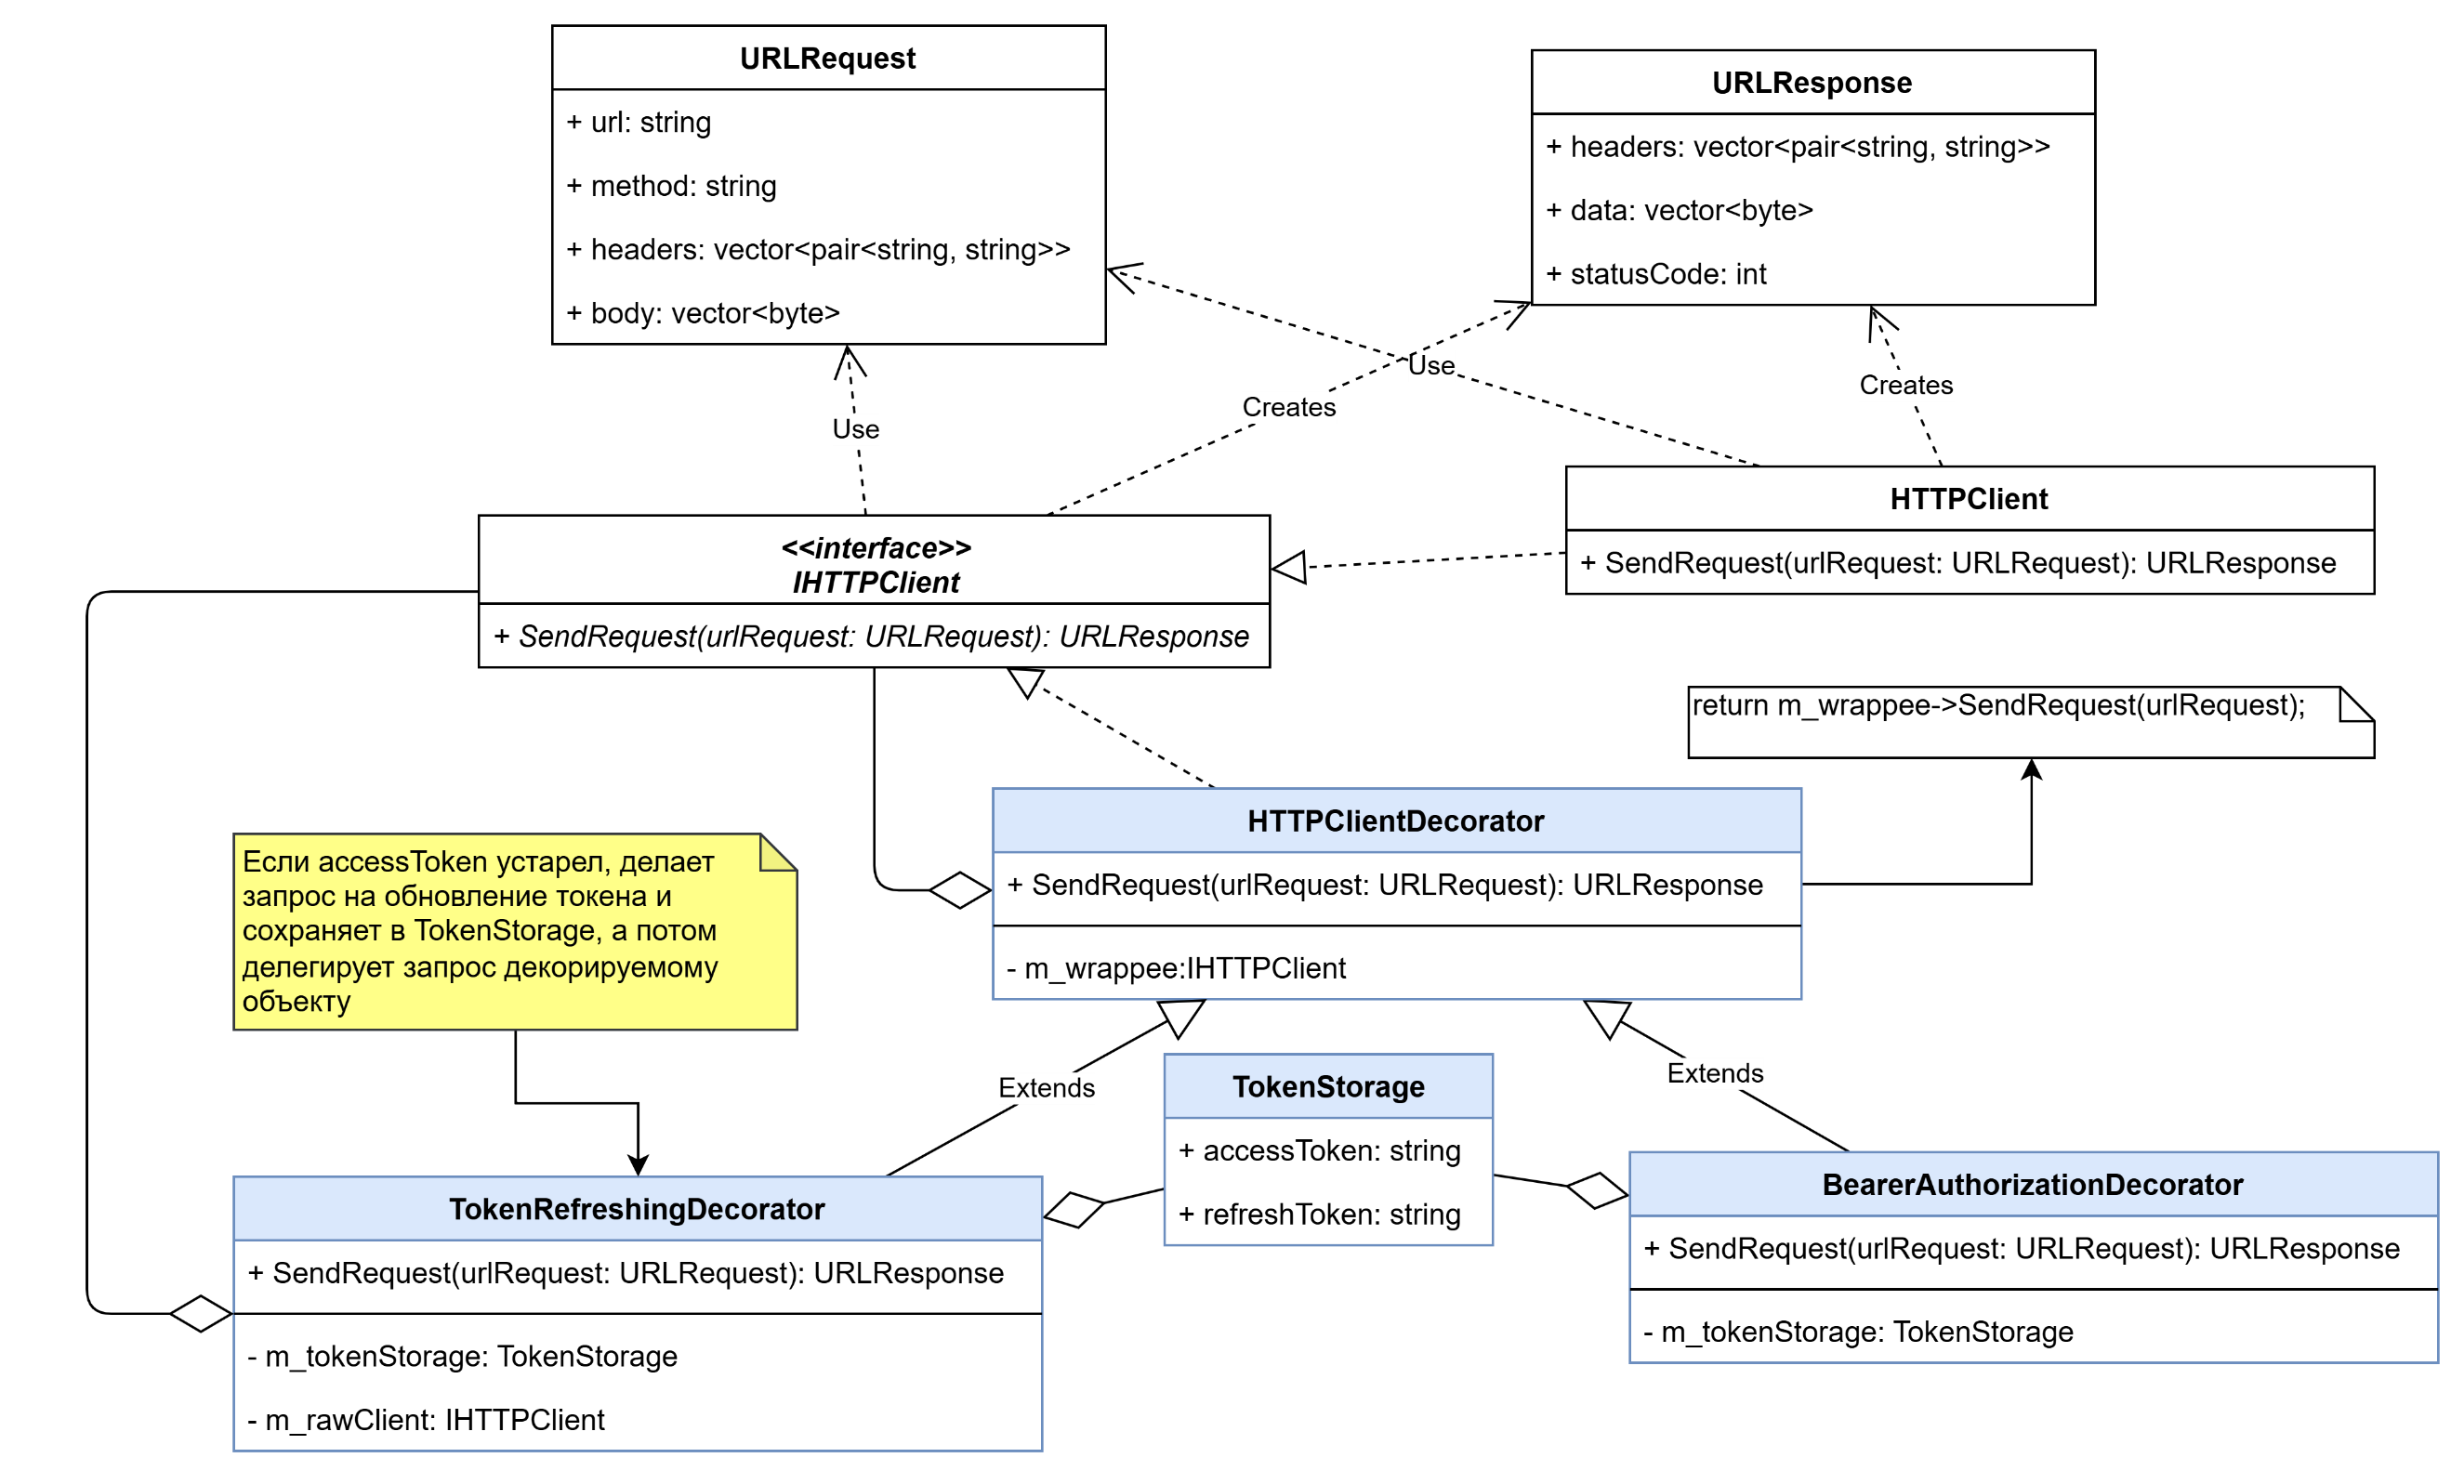 URLRequest
+ url: string
+ method: string
+ headers: vector<pair<string, string>>
+ body: vector<byte>
URLResponse
+ headers: vector<pair<string, string>>
+ data: vector<byte>
+ statusCode: int
Use
Creates
Use
Creates
HTTPClient
+ SendRequest(urlRequest: URLRequest): URLResponse
<<interface>>
IHTTPClient
+ SendRequest(urlRequest: URLRequest): URLResponse
return m_wrappee->SendRequest(urlRequest);
HTTPClientDecorator
+ SendRequest(urlRequest: URLRequest): URLResponse
- m_wrappee:IHTTPClient
Если accessToken устарел, делает
запрос на обновление токена и
сохраняет в TokenStorage, а потом
делегирует запрос декорируемому
объекту
Extends
Extends
TokenStorage
+ accessToken: string
+ refreshToken: string
TokenRefreshingDecorator
+ SendRequest(urlRequest: URLRequest): URLResponse
- m_tokenStorage: TokenStorage
- m_rawClient: IHTTPClient
BearerAuthorizationDecorator
+ SendRequest(urlRequest: URLRequest): URLResponse
- m_tokenStorage: TokenStorage